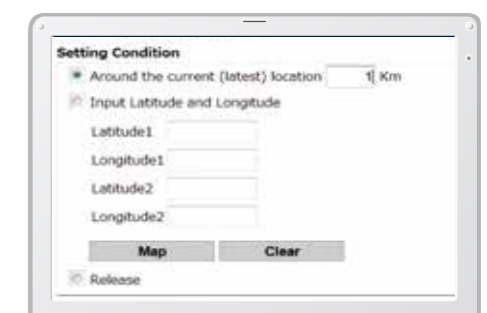 Setting Condition
Around the current (latest) location 1 Km
Input Latitude and Longitude
Latitude1
Longitude1
Latitude2
Longitude2
Map Clear
Release